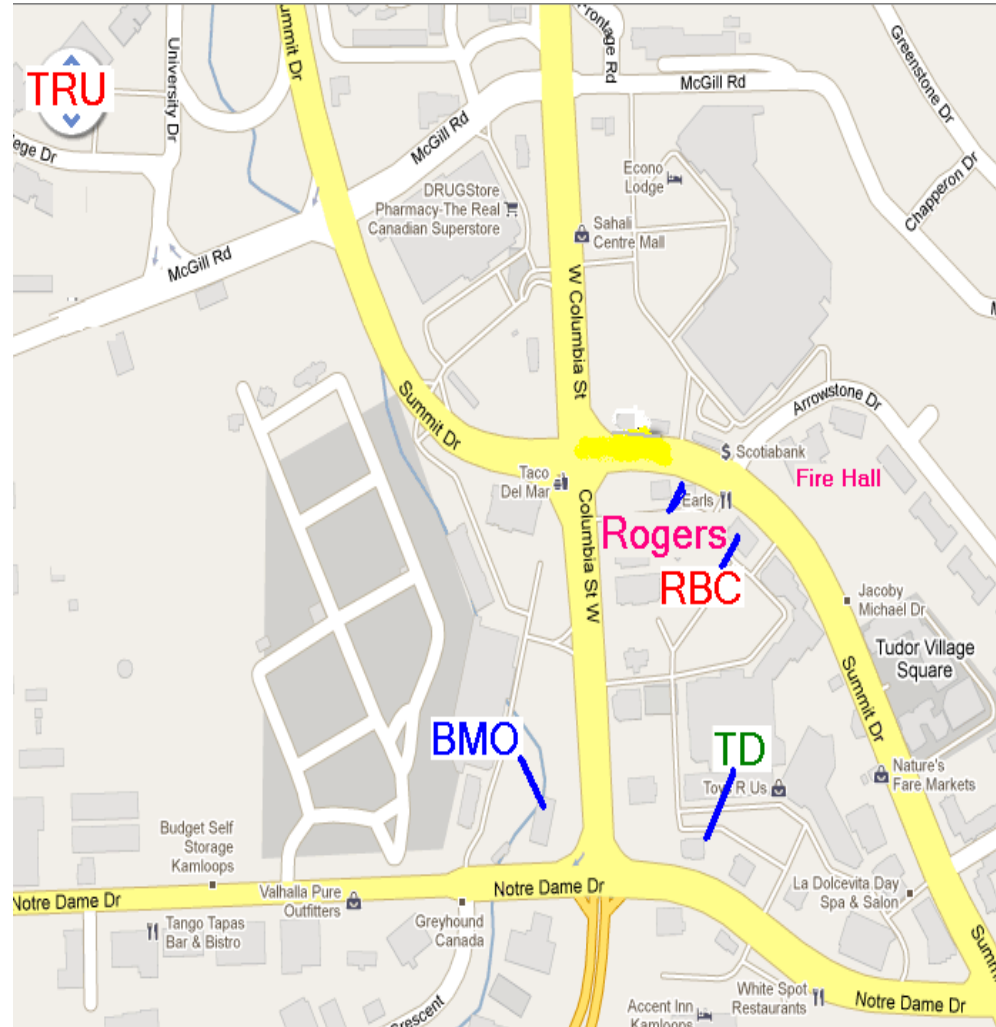 Summit Dr
Frontage Rd
University Dr
Greenstone Dr
TRU
McGill Rd
McGill Rd
ege Dr
Chapperon Dr
Econo
Lodge
DRUGStore
Pharmacy-The Real
Canadian Superstore
Sahali
Centre Mall
McGill Rd
W Columbia St
M
Summit Dr
Arrowstone Dr
$ Scotiabank
Taco
Del Mar
Fire Hall
Earls
Rogers
Columbia St W
RBC
Jacoby
Michael Dr
Tudor Village
Square
Summit Dr
BMO
TD
Toys R Us
Nature's
Fare Markets
Budget Self
Storage
Kamloops
Notre Dame Dr
Valhalla Pure
Outfitters
Notre Dame Dr
La Dolcevita Day
Spa & Salon
Tango Tapas
Bar & Bistro
Greyhound
Canada
Summ
White Spot
Restaurants
Notre Dame Dr
Crescent
Accent Inn
Kamloops